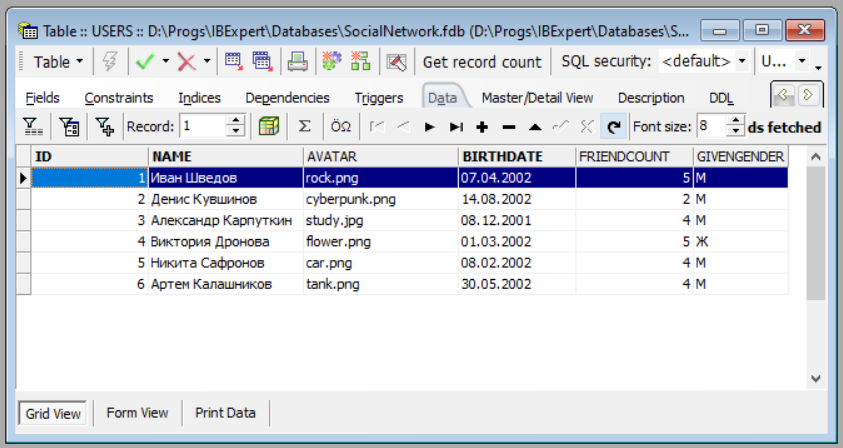 Table :: USERS :: D:\Progs\IBExpert\Databases\SocialNetwork.fdb (D:\Progs\IBExpert\Databases\S...
Table Get record count SQL security: <default> U...
Fields Constraints Indices Dependencies Triggers Data Master/Detail View Description DDL
Record: 1 Σ ÖΩ Font size: 8 ds fetched
ID NAME AVATAR BIRTHDATE FRIENDCOUNT GIVENGENDER
1 Иван Шведов rock.png 07.04.2002 5 М
2 Денис Кувшинов cyberpunk.png 14.08.2002 2 М
3 Александр Карпуткин study.jpg 08.12.2001 4 М
4 Виктория Дронова flower.png 01.03.2002 5 Ж
5 Никита Сафронов car.png 08.02.2002 4 М
6 Артем Калашников tank.png 30.05.2002 4 М
Grid View Form View Print Data